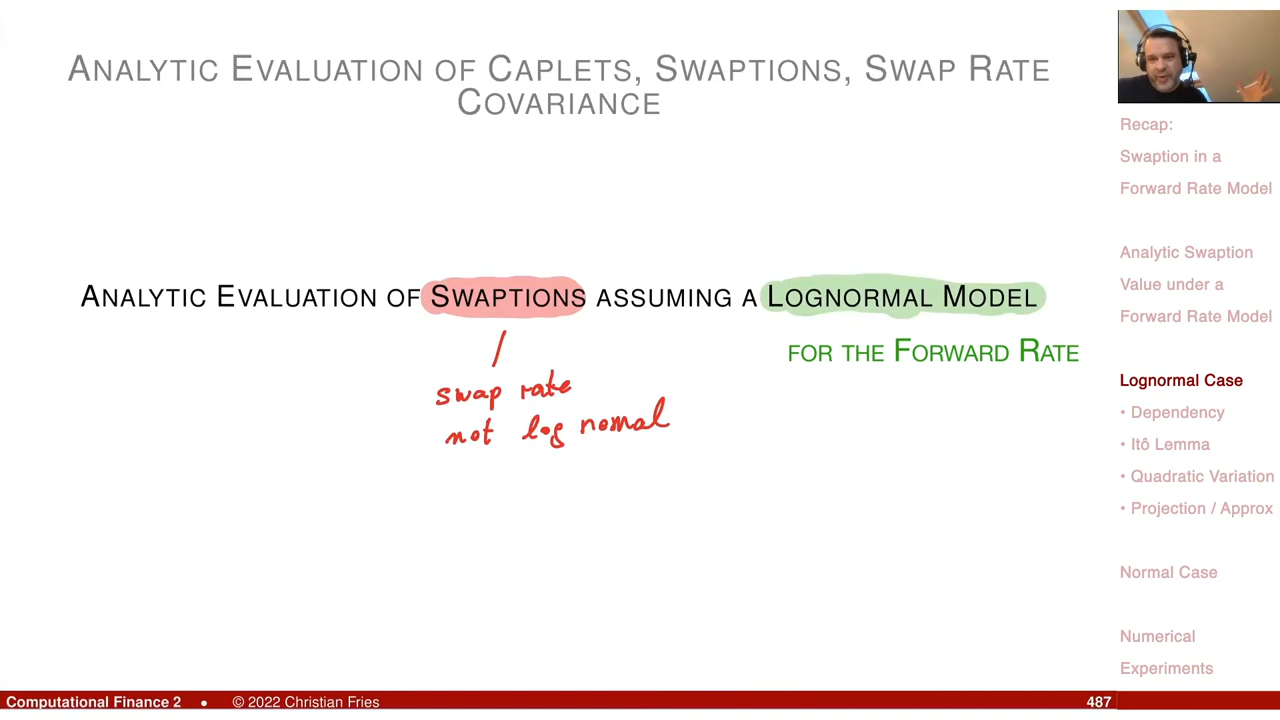 ANALYTIC EVALUATION OF CAPLETS, SWAPTIONS, SWAP RATE
COVARIANCE
ANALYTIC EVALUATION OF SWAPTIONS ASSUMING A LOGNORMAL MODEL
FOR THE FORWARD RATE
swap rate
not log normal
Recap:
Swaption in a
Forward Rate Model
Analytic Swaption
Value under a
Forward Rate Model
Lognormal Case
• Dependency
• Itô Lemma
• Quadratic Variation
• Projection / Approx
Normal Case
Numerical
Experiments
Computational Finance 2 • © 2022 Christian Fries 487